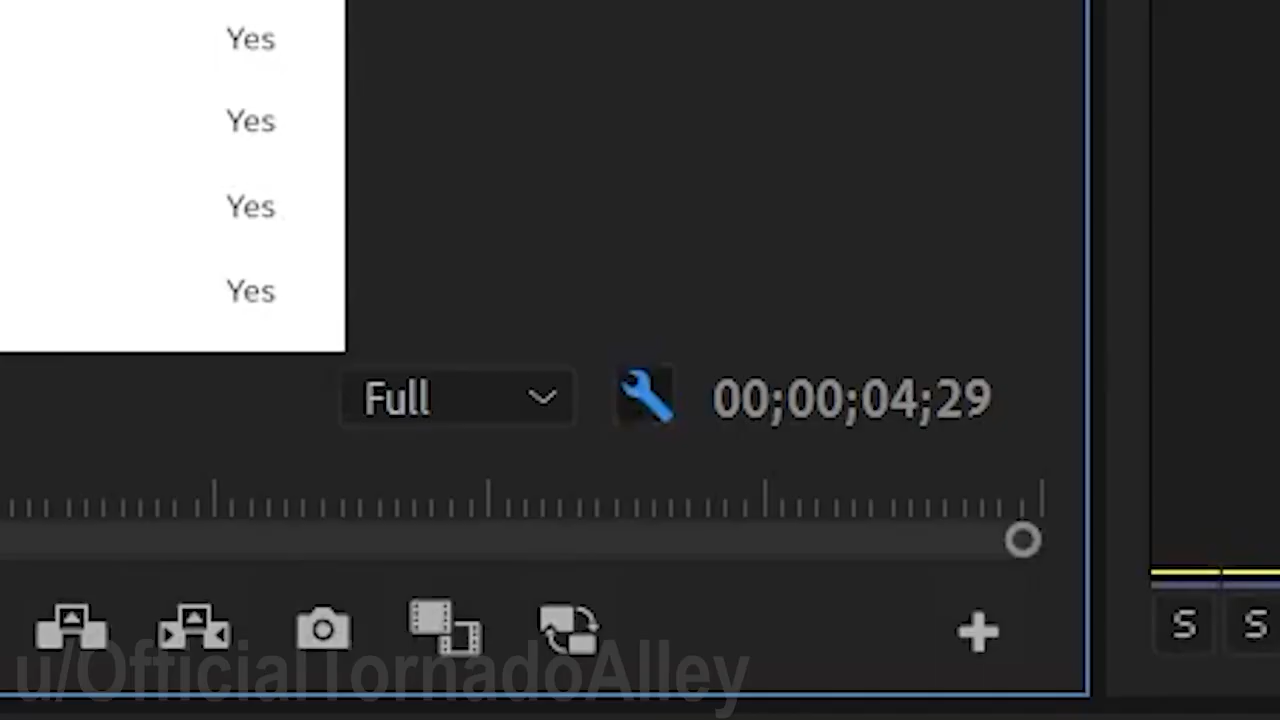 Yes
Yes
Yes
Yes
Full
00;00;04;29
S S
u/OfficialTornadoAlley